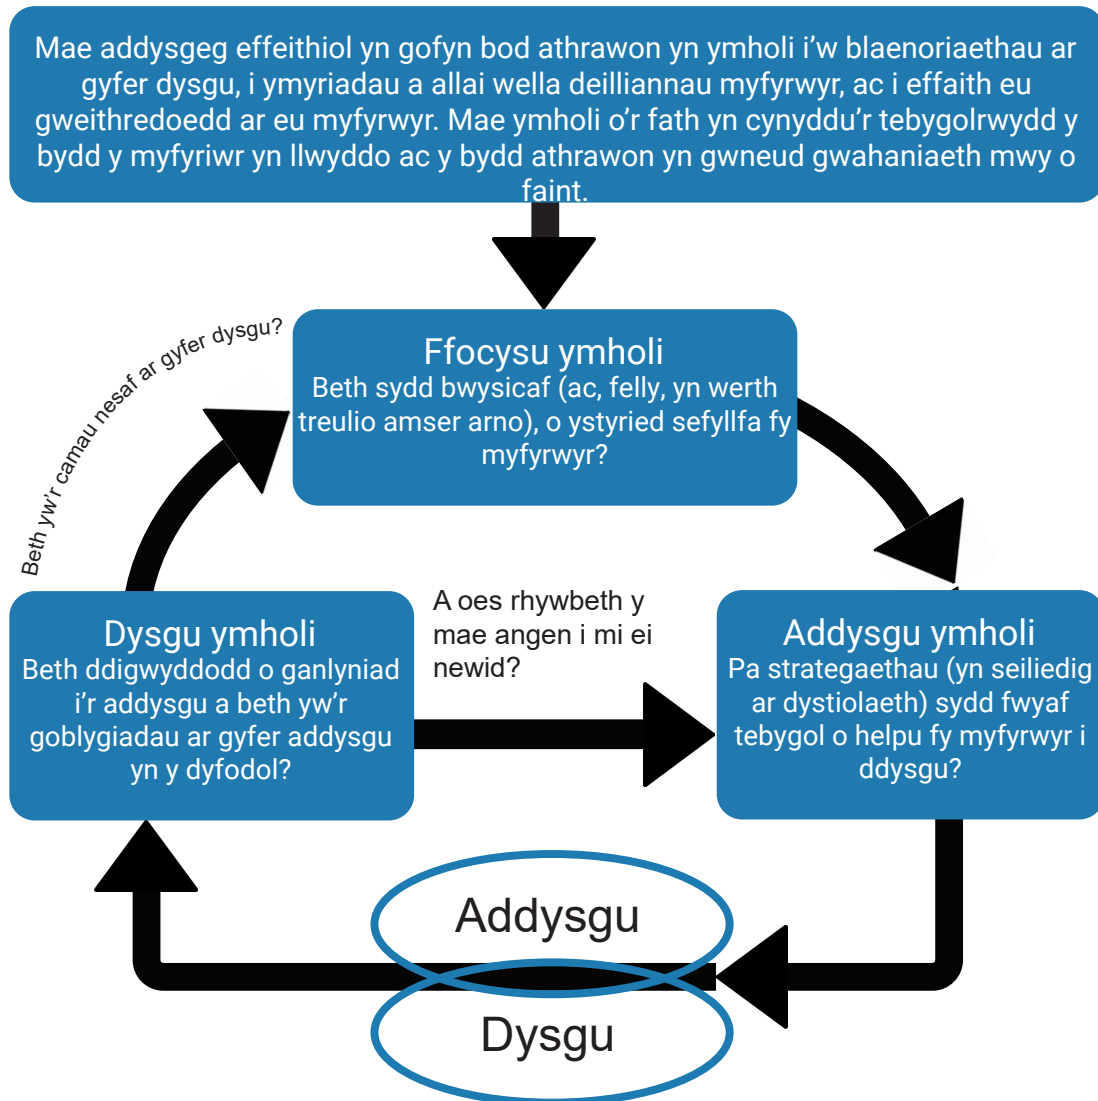 Mae addysgeg effeithiol yn gofyn bod athrawon yn ymholi i'w blaenoriaethau ar
gyfer dysgu, i ymyriadau a allai wella deilliannau myfyrwyr, ac i effaith eu
gweithredoedd ar eu myfyrwyr. Mae ymholi o'r fath yn cynyddu'r tebygolrwydd y
bydd y myfyriwr yn llwyddo ac y bydd athrawon yn gwneud gwahaniaeth mwy o
faint.
Beth yw'r camau nesaf ar gyfer dysgu?
Ffocysu ymholi
Beth sydd bwysicaf (ac, felly, yn werth
treulio amser arno), o ystyried sefyllfa fy
myfyrwyr?
Dysgu ymholi
Beth ddigwyddodd o ganlyniad
i'r addysgu a beth yw'r
goblygiadau ar gyfer addysgu
yn y dyfodol?
A oes rhywbeth y
mae angen i mi ei
newid?
Addysgu ymholi
Pa strategaethau (yn seiliedig
ar dystiolaeth) sydd fwyaf
tebygol o helpu fy myfyrwyr i
ddysgu?
Addysgu
Dysgu